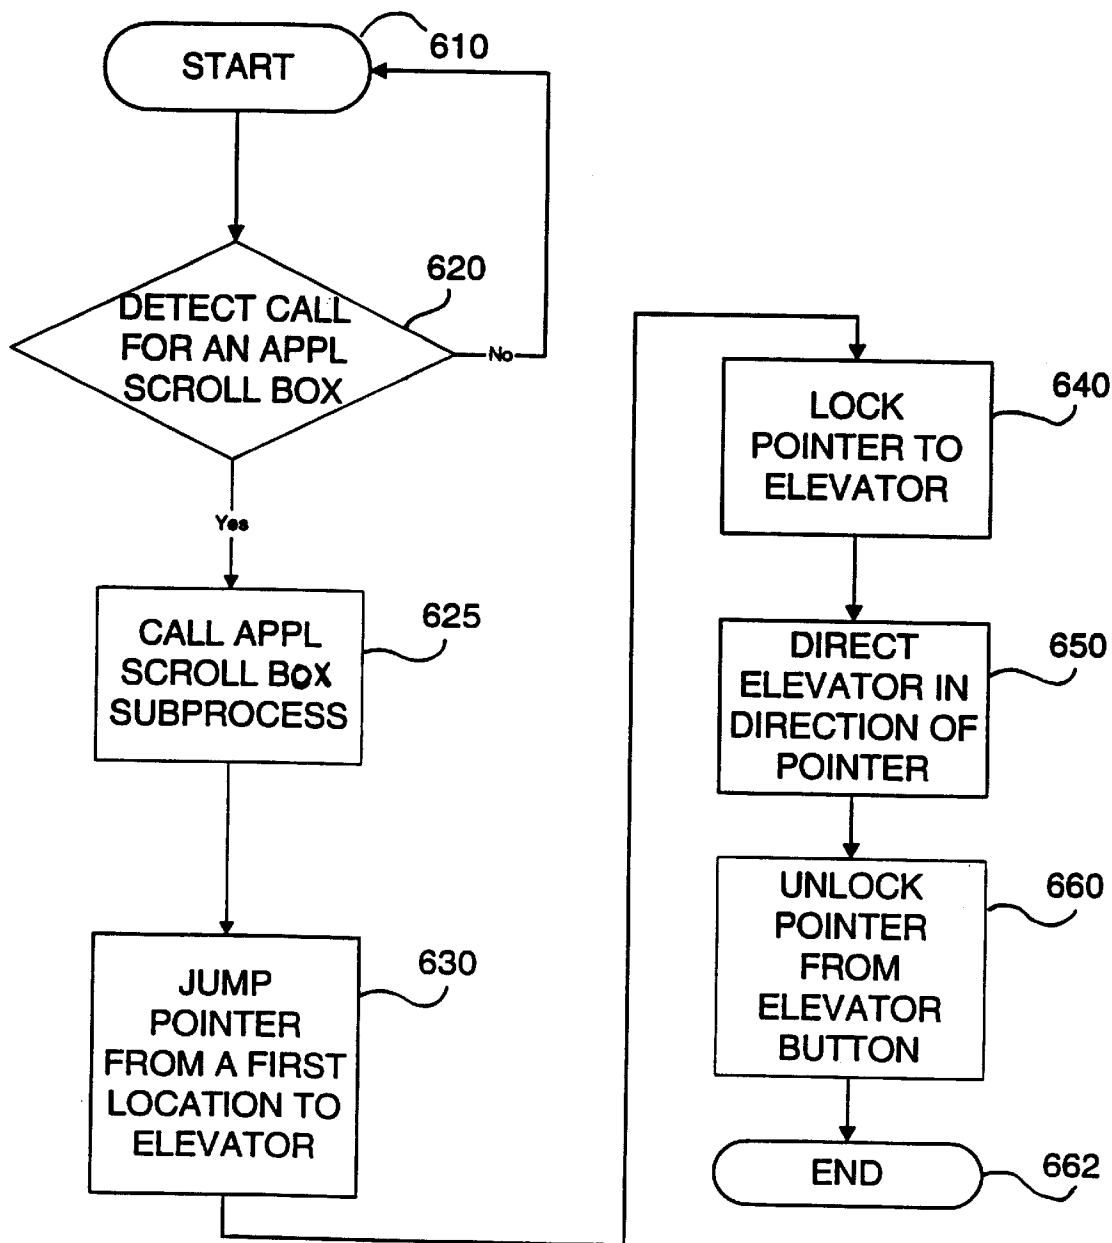 START
610
DETECT CALL
FOR AN APPL
SCROLL BOX
620
No
Yes
CALL APPL
SCROLL BOX
SUBPROCESS
625
JUMP
POINTER
FROM A FIRST
LOCATION TO
ELEVATOR
630
LOCK
POINTER TO
ELEVATOR
640
DIRECT
ELEVATOR IN
DIRECTION OF
POINTER
650
UNLOCK
POINTER
FROM
ELEVATOR
BUTTON
660
END
662